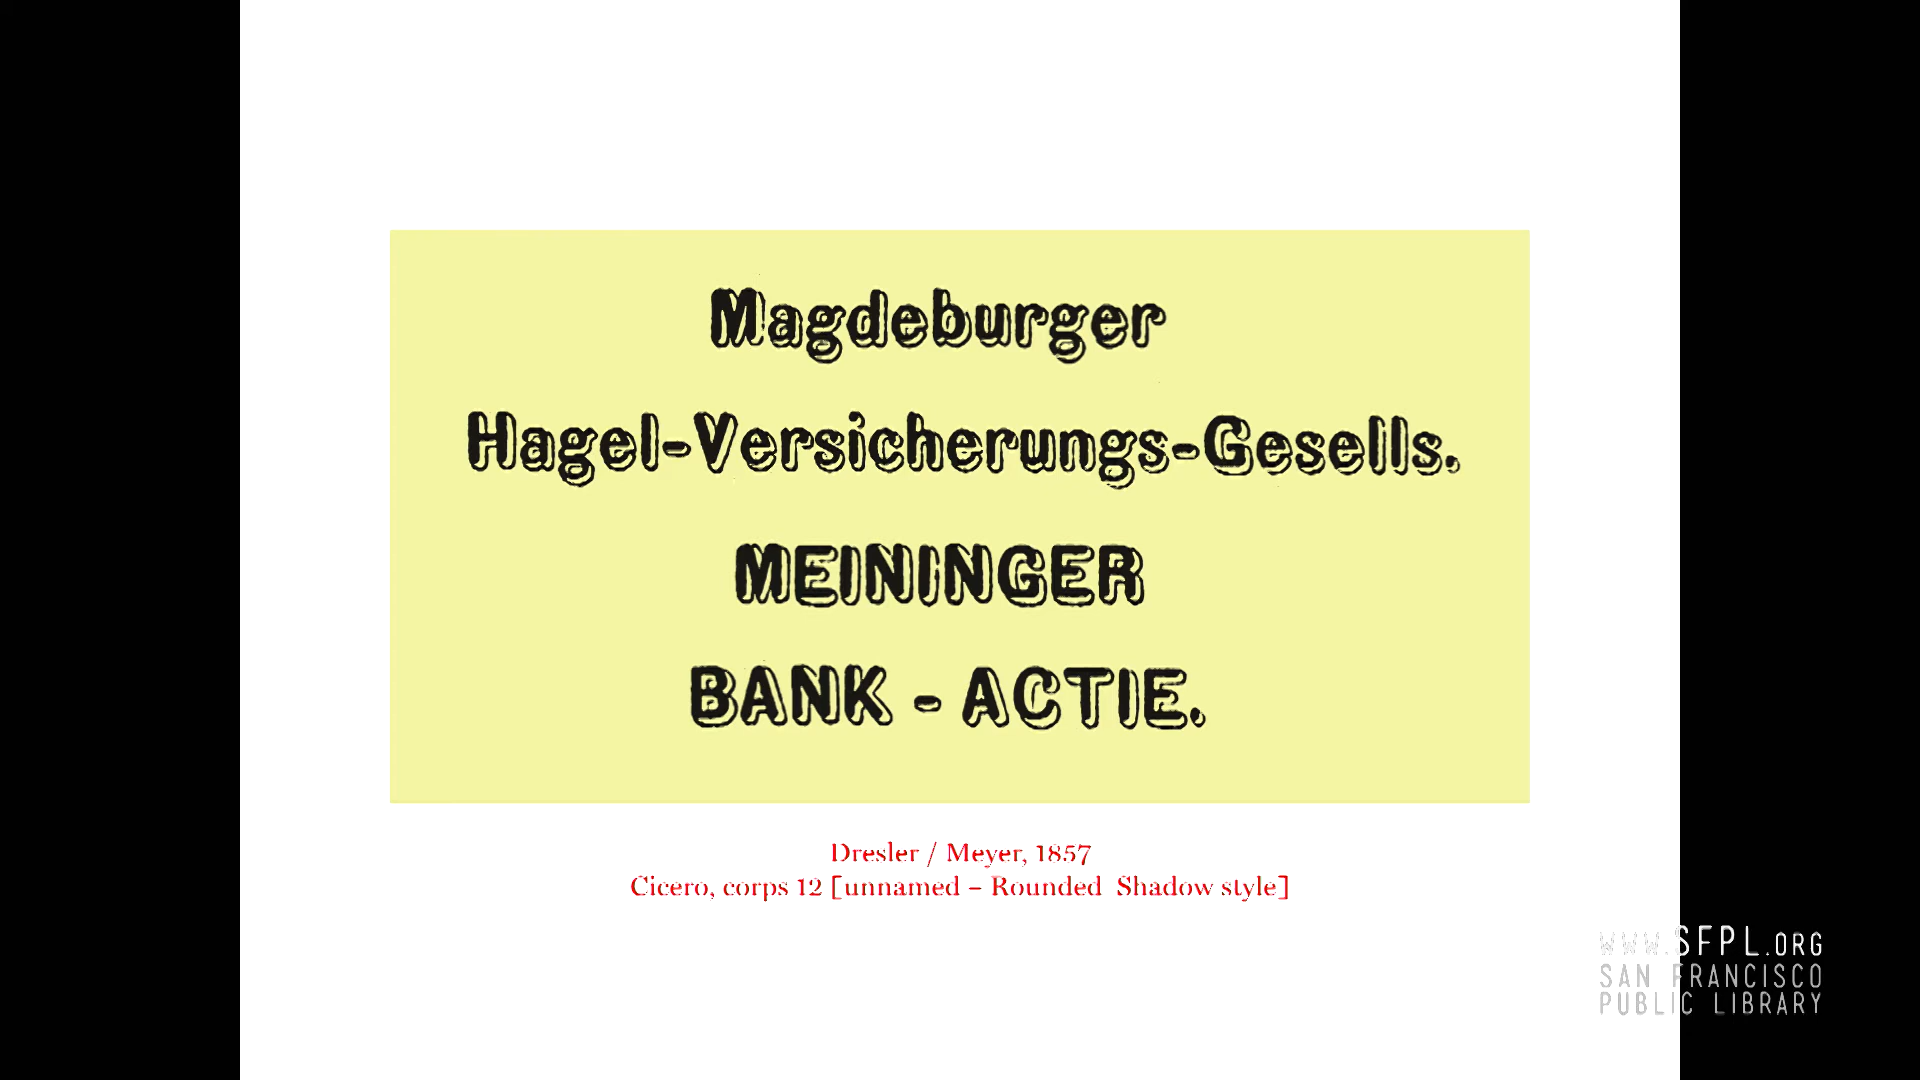 Magdeburger
Hagel-Versicherungs-Gesells.
MEININGER
BANK - ACTIE.
Dresler / Meyer, 1857
Cicero, corps 12 [unnamed – Rounded Shadow style]
WWW.SFPL.ORG
SAN FRANCISCO
PUBLIC LIBRARY